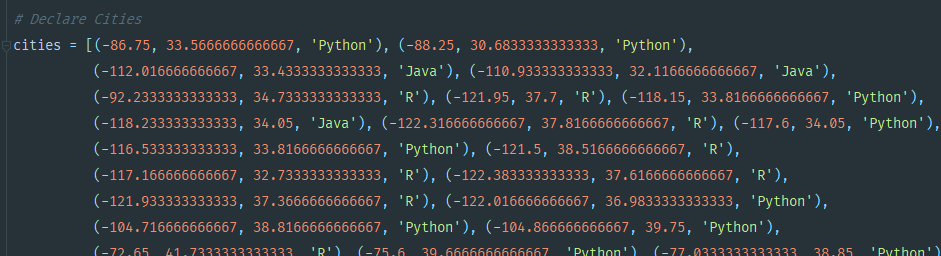 # Declare Cities
cities = [(-86.75, 33.5666666666667, 'Python'), (-88.25, 30.6833333333333, 'Python'),
(-112.016666666667, 33.4333333333333, 'Java'), (-110.933333333333, 32.1166666666667, 'Java'),
(-92.2333333333333, 34.7333333333333, 'R'), (-121.95, 37.7, 'R'), (-118.15, 33.8166666666667, 'Python'),
(-118.233333333333, 34.05, 'Java'), (-122.316666666667, 37.8166666666667, 'R'), (-117.6, 34.05, 'Python'),
(-116.533333333333, 33.8166666666667, 'Python'), (-121.5, 38.5166666666667, 'R'),
(-117.166666666667, 32.7333333333333, 'R'), (-122.383333333333, 37.6166666666667, 'R'),
(-121.933333333333, 37.3666666666667, 'R'), (-122.016666666667, 36.9833333333333, 'Python'),
(-104.716666666667, 38.8166666666667, 'Python'), (-104.866666666667, 39.75, 'Python'),
(-72.65, 41.7333333333333, 'R'), (-75.6, 39.6666666666667, 'Python'), (-77.0333333333333, 38.85, 'Python')